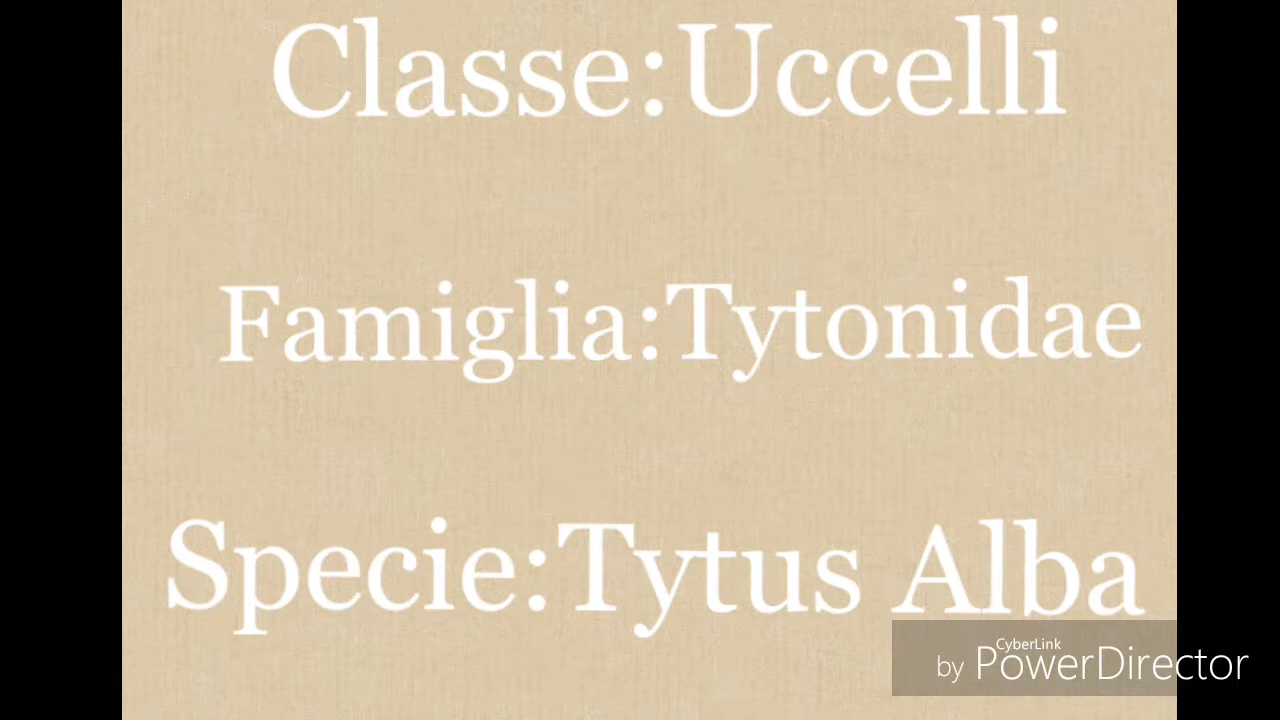 Classe:Uccelli
Famiglia:Tytonidae
Specie:Tytus Alba
CyberLink
by PowerDirector